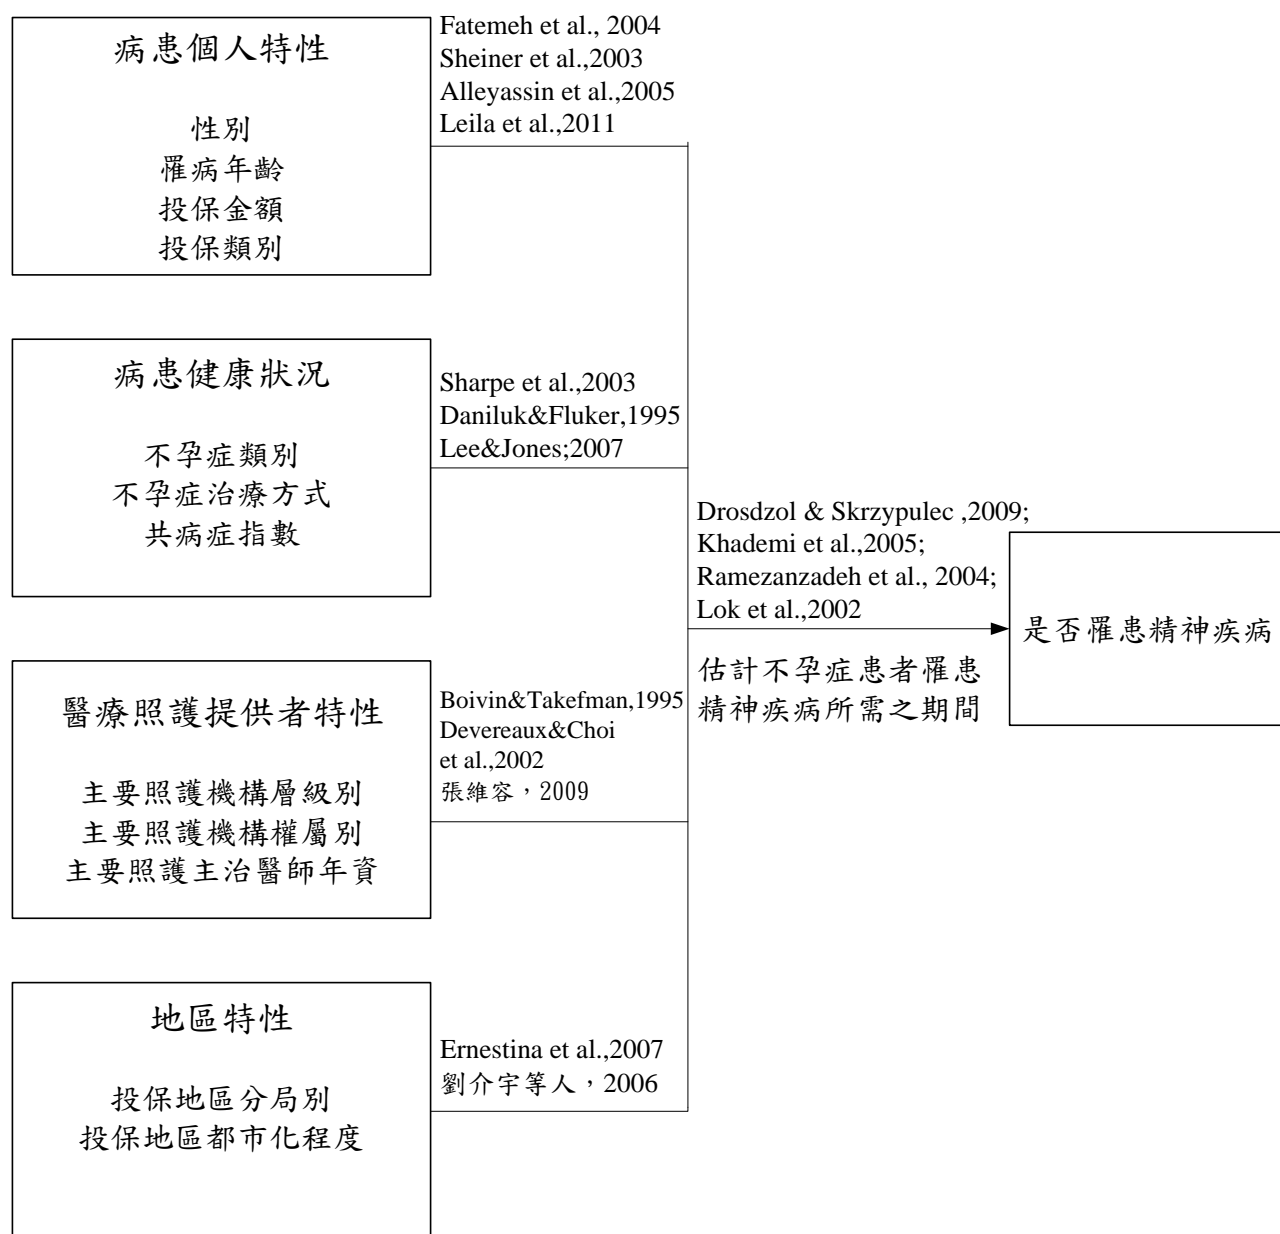 病患個人特性
性別
罹病年齡
投保金額
投保類別
Fatemeh et al., 2004
Sheiner et al.,2003
Alleyassin et al.,2005
Leila et al.,2011
病患健康狀況
不孕症類別
不孕症治療方式
共病症指數
Sharpe et al.,2003
Daniluk&Fluker,1995
Lee&Jones;2007
醫療照護提供者特性
主要照護機構層級別
主要照護機構權屬別
主要照護主治醫師年資
Boivin&Takefman,1995
Devereaux&Choi
et al.,2002
張維容，2009
地區特性
投保地區分局別
投保地區都市化程度
Ernestina et al.,2007
劉介宇等人，2006
Drosdzol & Skrzypulec ,2009;
Khademi et al.,2005;
Ramezanzadeh et al., 2004;
Lok et al.,2002
估計不孕症患者罹患
精神疾病所需之期間
是否罹患精神疾病